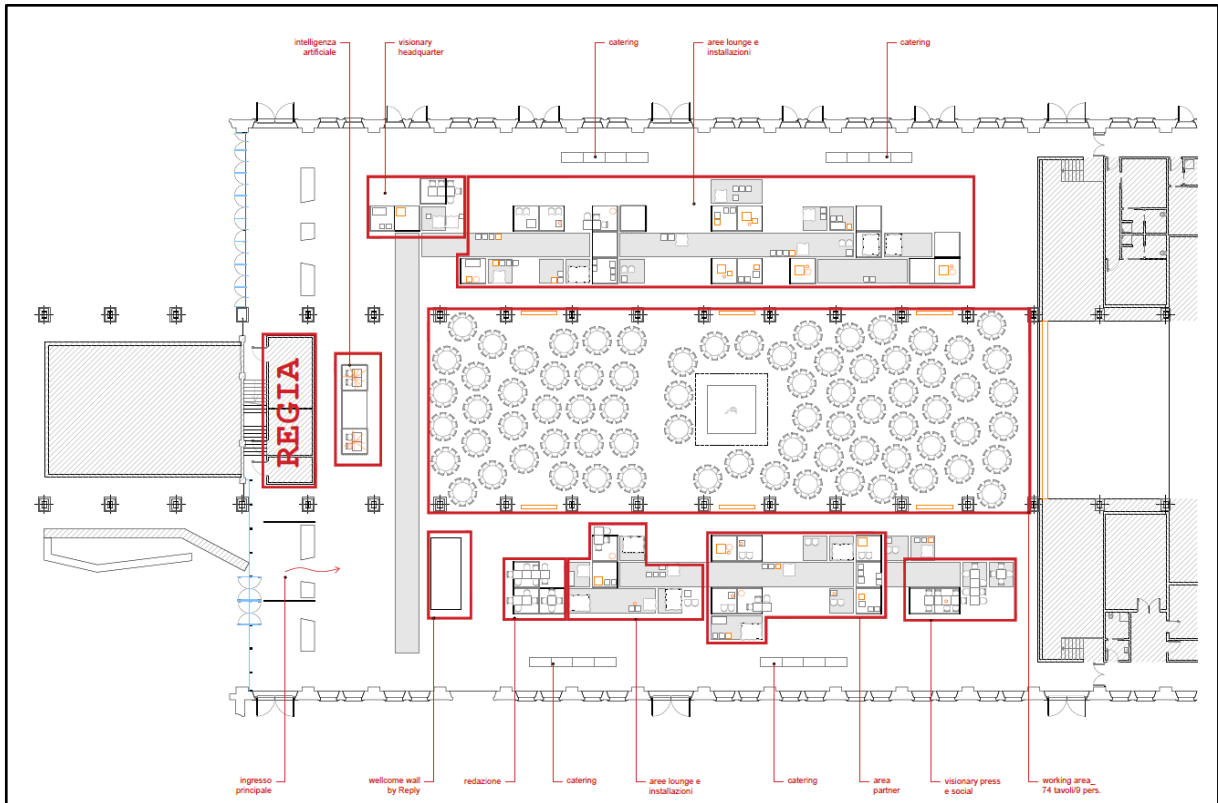 intelligenza
artificiale
visionary
headquarter
catering
aree lounge e
installazioni
catering
REGIA
ingresso
principale
wellcome wall
by Reply
redazione
catering
aree lounge e
installazioni
catering
area
partner
visionary press
e social
working area_
74 tavoli/9 pers.